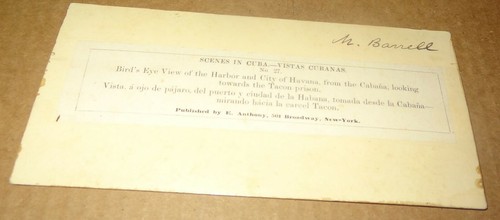 M. Barrell
SCENES IN CUBA—VISTAS CUBANAS
No. 27.
Bird's Eye View of the Harbor and City of Havana, from the Cabaña, looking
towards the Tacon prison.
Vista, á ojo de pájaro, del puerto y ciudad de la Habana, tomada desde la Cabaña—
mirando hácia la carcel Tacon.
Published by E. Anthony, 501 Broadway, New-York.